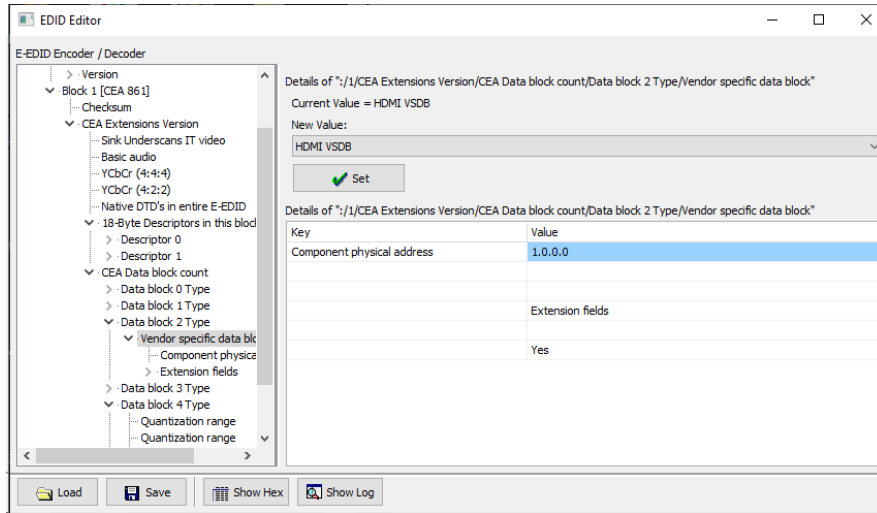 EDID Editor
E-EDID Encoder / Decoder
Version
Block 1 [CEA 861]
Checksum
CEA Extensions Version
Sink Underscans IT video
Basic audio
YCbCr (4:4:4)
YCbCr (4:2:2)
Native DTD's in entire E-EDID
18-Byte Descriptors in this block
Descriptor 0
Descriptor 1
CEA Data block count
Data block 0 Type
Data block 1 Type
Data block 2 Type
Vendor specific data blo
Component physica
Extension fields
Data block 3 Type
Data block 4 Type
Quantization range
Quantization range
Details of ":/1/CEA Extensions Version/CEA Data block count/Data block 2 Type/Vendor specific data block"
Current Value = HDMI VSDB
New Value:
HDMI VSDB
Set
Details of ":/1/CEA Extensions Version/CEA Data block count/Data block 2 Type/Vendor specific data block"
Key Value
Component physical address 1.0.0.0
Extension fields
Yes
Load Save Show Hex Show Log